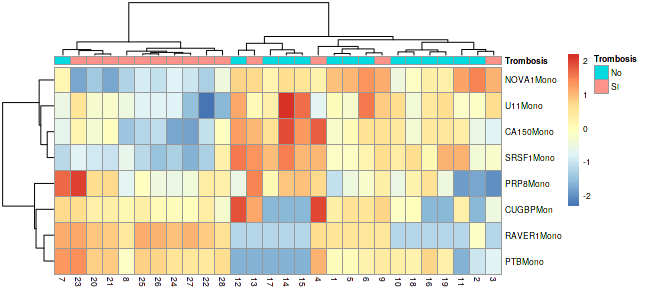 Trombosis
Trombosis
No
SI
NOVA1Mono
U11Mono
CA150Mono
SRSF1Mono
PRP8Mono
CUGBPMon
RAVER1Mono
PTBMono
2
1
0
-1
-2
7 23 20 21 8 25 26 24 27 22 28 12 13 17 14 15 4 1 5 6 9 10 18 16 19 11 2 3